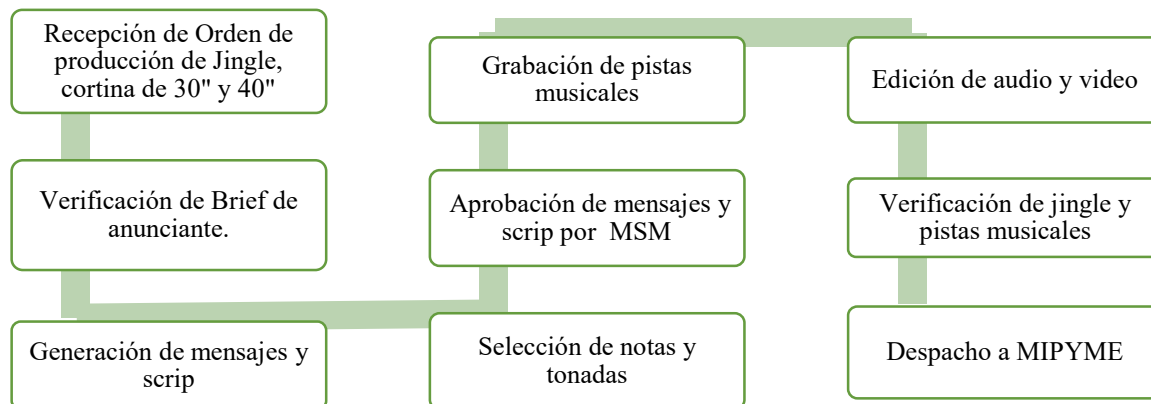 Recepción de Orden de
producción de Jingle,
cortina de 30" y 40"
Verificación de Brief de
anunciante.
Generación de mensajes y
scrip
Selección de notas y
tonadas
Aprobación de mensajes y
scrip por MSM
Grabación de pistas
musicales
Edición de audio y video
Verificación de jingle y
pistas musicales
Despacho a MIPYME